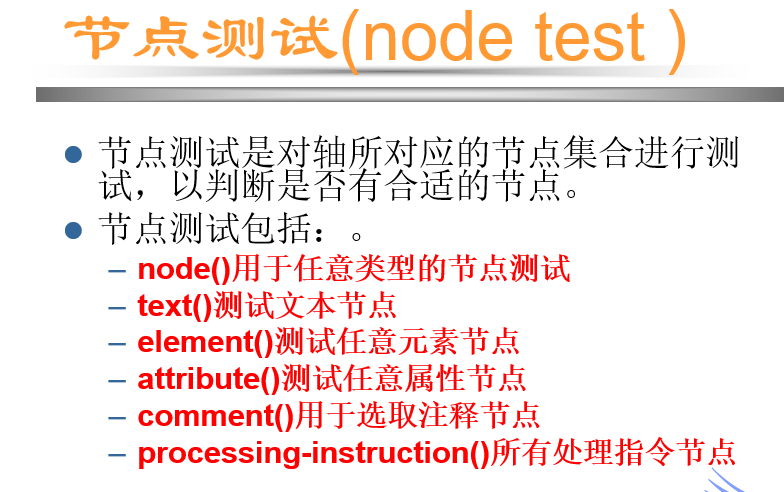 节点测试(node test )
节点测试是对轴所对应的节点集合进行测
试，以判断是否有合适的节点。
节点测试包括：。
– node()用于任意类型的节点测试
– text()测试文本节点
– element()测试任意元素节点
– attribute()测试任意属性节点
– comment()用于选取注释节点
– processing-instruction()所有处理指令节点